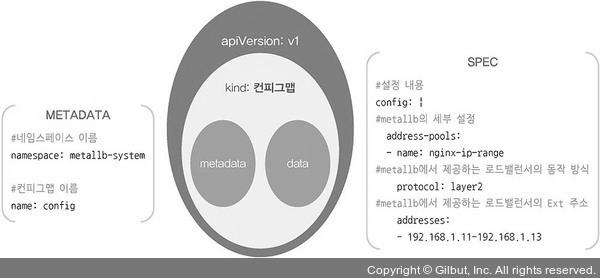 METADATA
#네임스페이스 이름
namespace: metallb-system
#컨피그맵 이름
name: config
apiVersion: v1
kind: 컨피그맵
metadata
data
SPEC
#설정 내용
config: |
#metallb의 세부 설정
address-pools:
- name: nginx-ip-range
#metallb에서 제공하는 로드밸런서의 동작 방식
protocol: layer2
#metallb에서 제공하는 로드밸런서의 Ext 주소
addresses:
- 192.168.1.11-192.168.1.13
Copyright © Gilbut, Inc. All rights reserved.